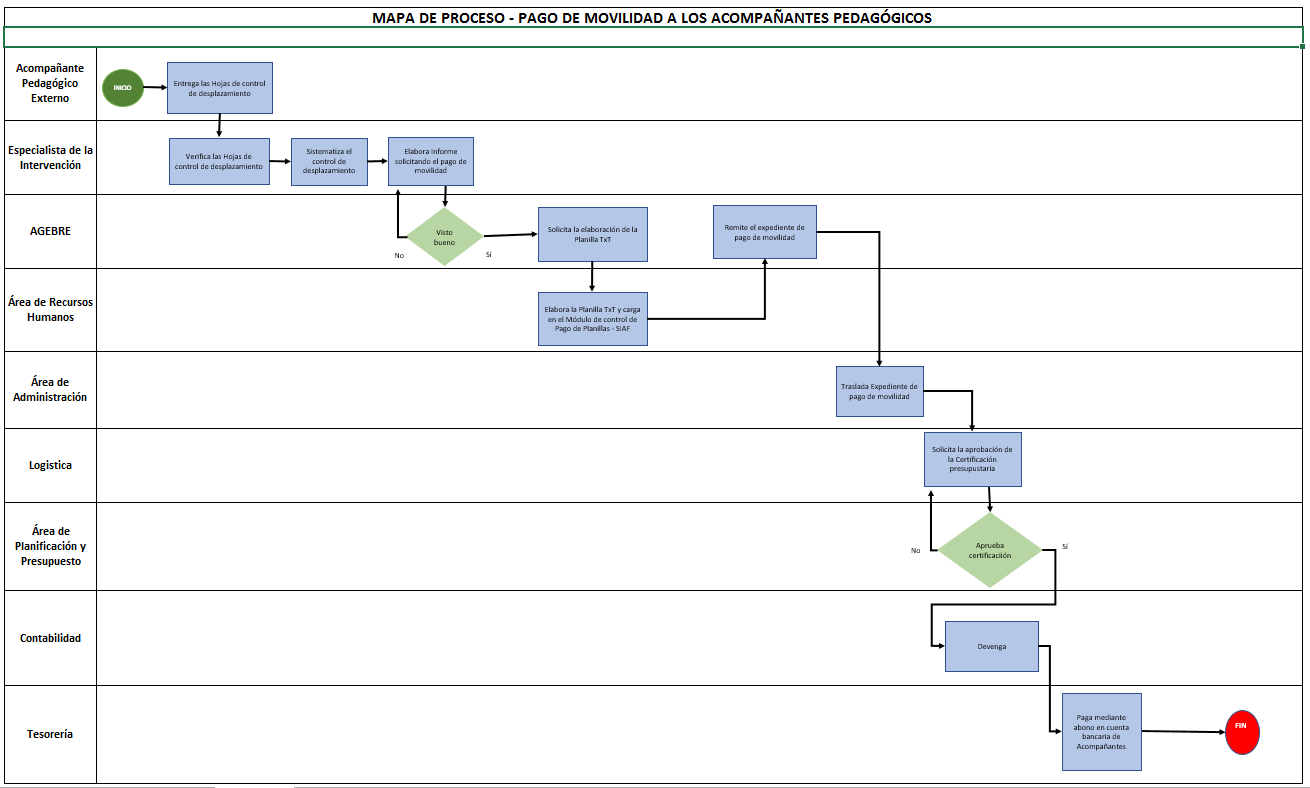 MAPA DE PROCESO - PAGO DE MOVILIDAD A LOS ACOMPAÑANTES PEDAGÓGICOS
Acompañante
Pedagógico
Externo
INICIO
Entrega las Hojas de control
de desplazamiento
Especialista de la
Intervención
Verifica las Hojas de
control de desplazamiento
Sistematiza el
control de
desplazamiento
Elabora Informe
solicitando el pago de
movilidad
AGEBRE
Visto
bueno
No
Sí
Solicita la elaboración de la
Planilla TxT
Remite el expediente de
pago de movilidad
Área de Recursos
Humanos
Elabora la Planilla TxT y carga
en el Módulo de control de
Pago de Planillas - SIAF
Área de
Administración
Traslada Expediente de
pago de movilidad
Logistica
Solicita la aprobación de
la Certificación
presupustaria
Área de
Planificación y
Presupuesto
Aprueba
certificaciión
No
Sí
Contabilidad
Devenga
Tesorería
Paga mediante
abono en cuenta
bancaria de
Acompañantes
FIN